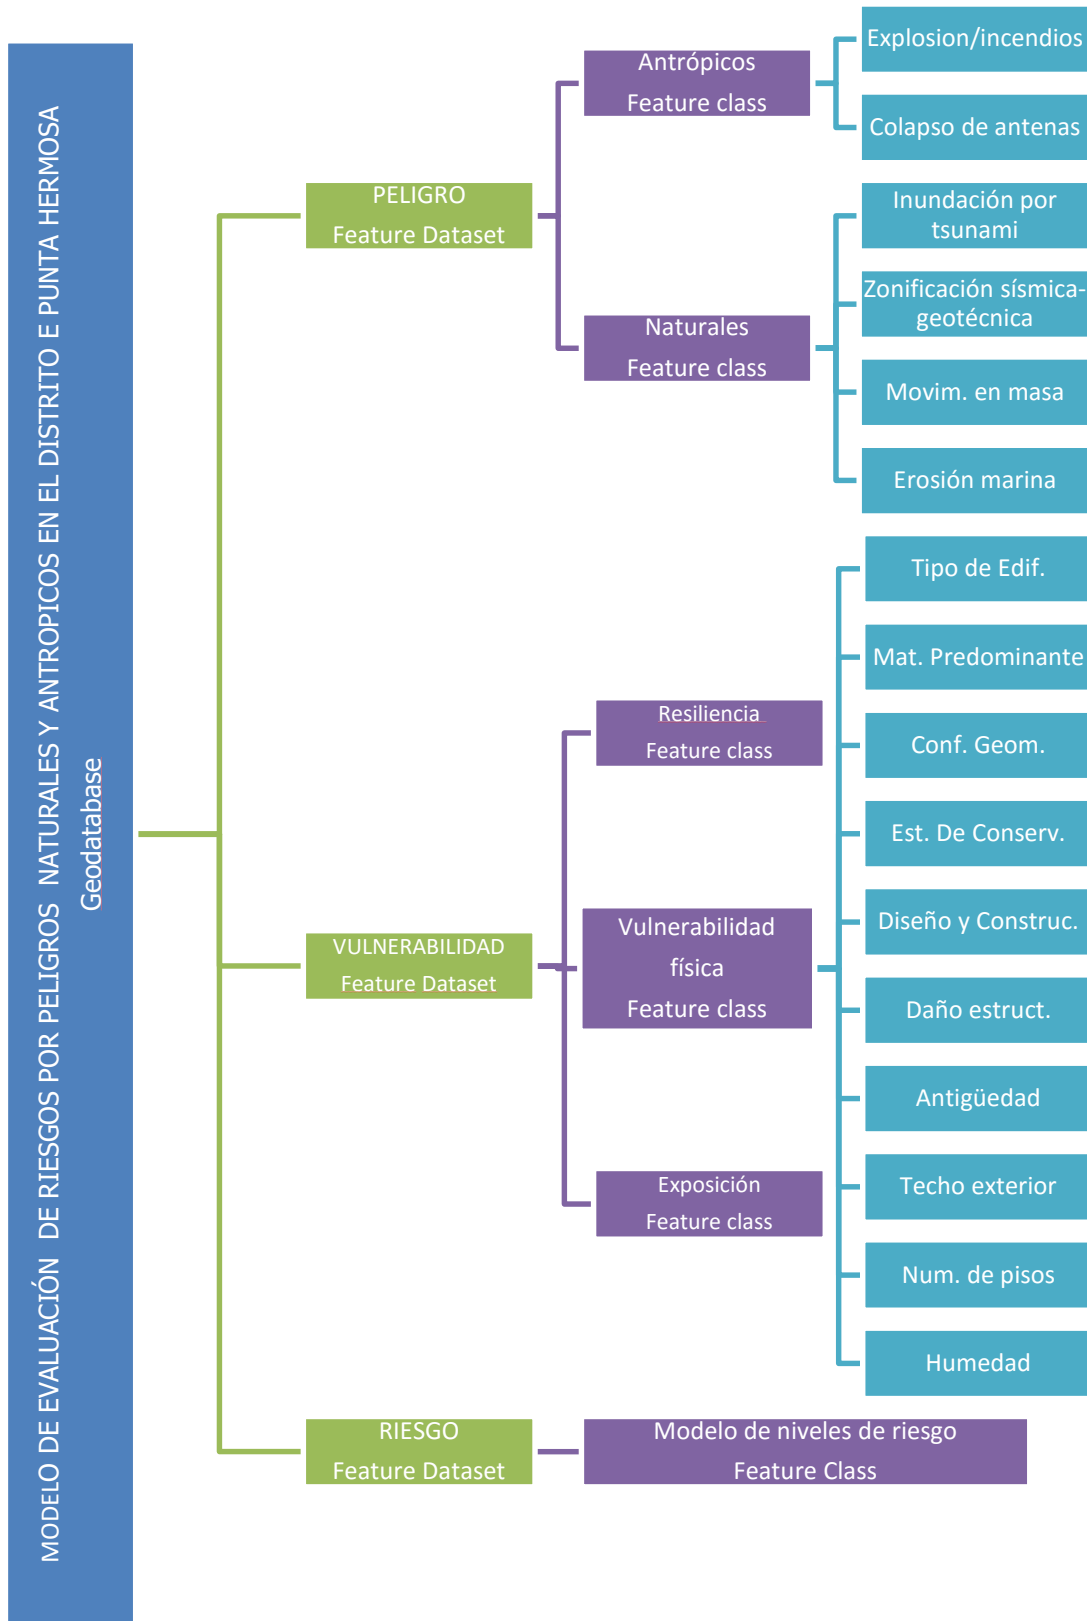 MODELO DE EVALUACIÓN DE RIESGOS POR PELIGROS NATURALES Y ANTROPICOS EN EL DISTRITO E PUNTA HERMOSA
Geodatabase
PELIGRO
Feature Dataset
Antrópicos
Feature class
Explosion/incendios
Colapso de antenas
Naturales
Feature class
Inundación por
tsunami
Zonificación sísmica-
geotécnica
Movim. en masa
Erosión marina
VULNERABILIDAD
Feature Dataset
Resiliencia
Feature class
Vulnerabilidad
física
Feature class
Tipo de Edif.
Mat. Predominante
Conf. Geom.
Est. De Conserv.
Diseño y Construc.
Daño estruct.
Antigüedad
Techo exterior
Num. de pisos
Humedad
Exposición
Feature class
RIESGO
Feature Dataset
Modelo de niveles de riesgo
Feature Class